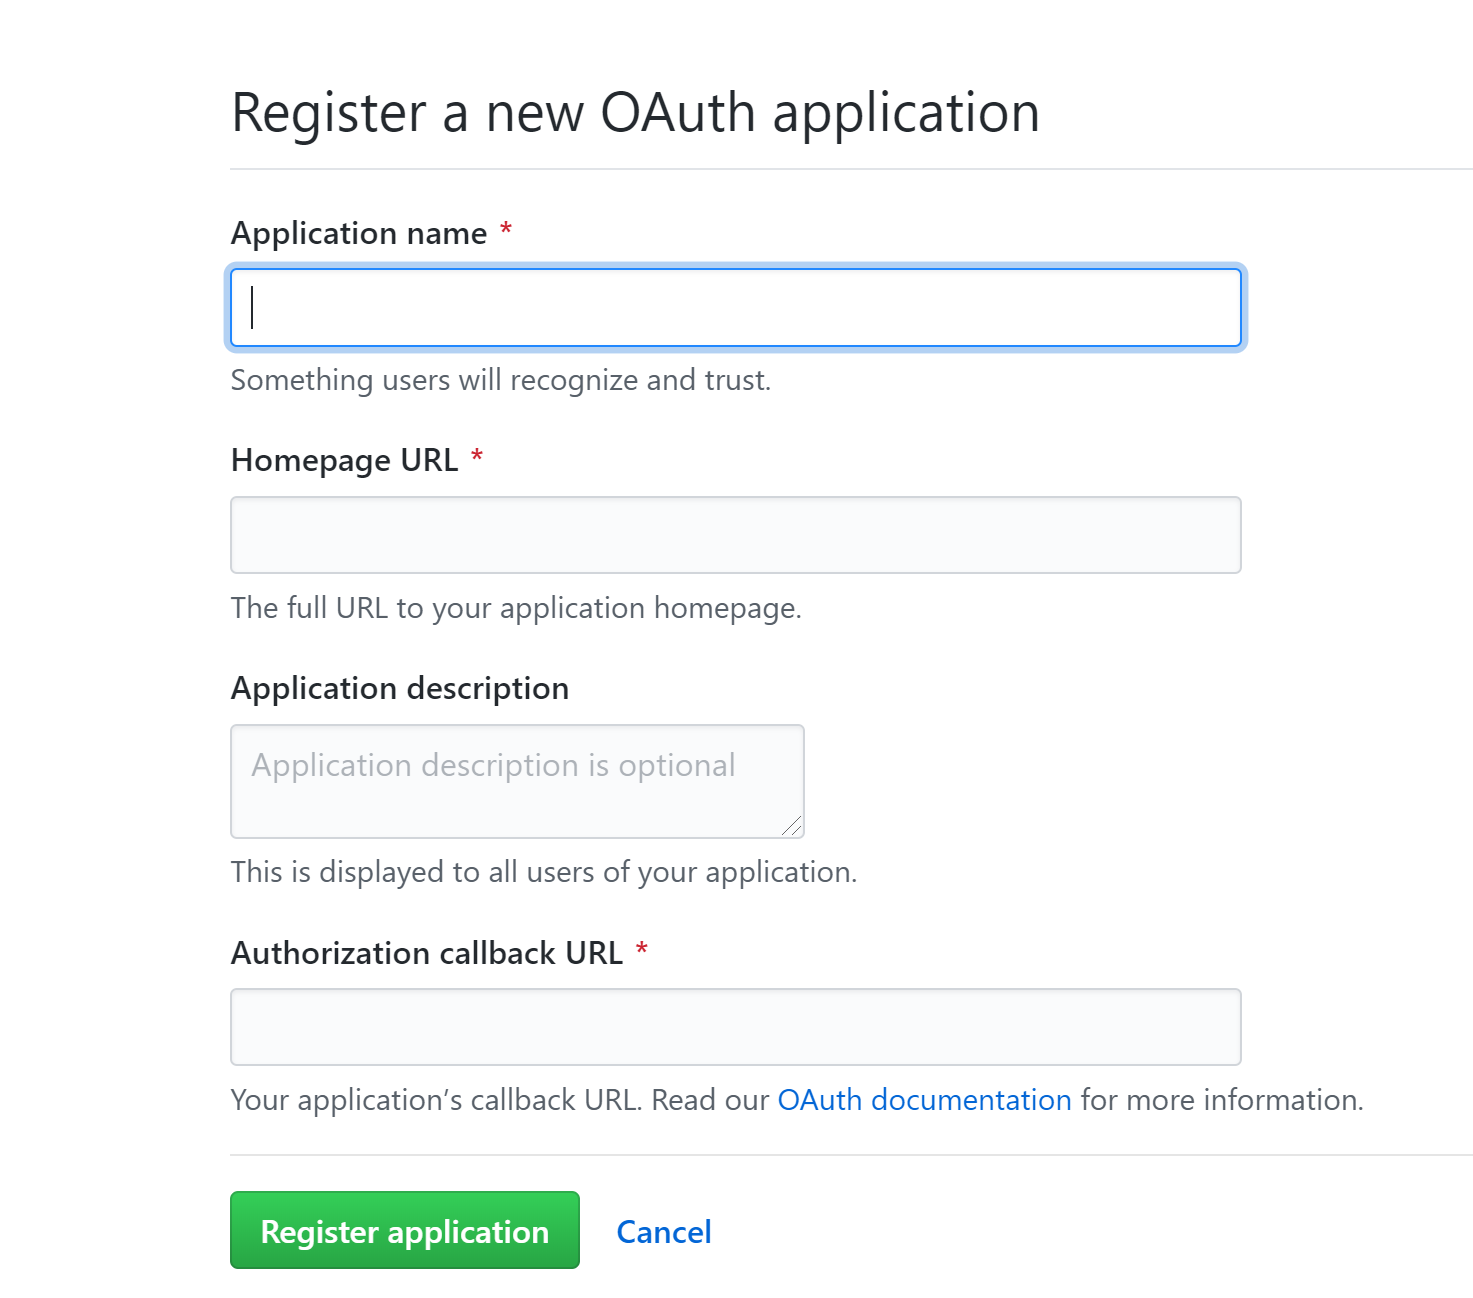 Register a new OAuth application
Application name *
Something users will recognize and trust.
Homepage URL *
The full URL to your application homepage.
Application description
Application description is optional
This is displayed to all users of your application.
Authorization callback URL *
Your application’s callback URL. Read our OAuth documentation for more information.
Register application Cancel